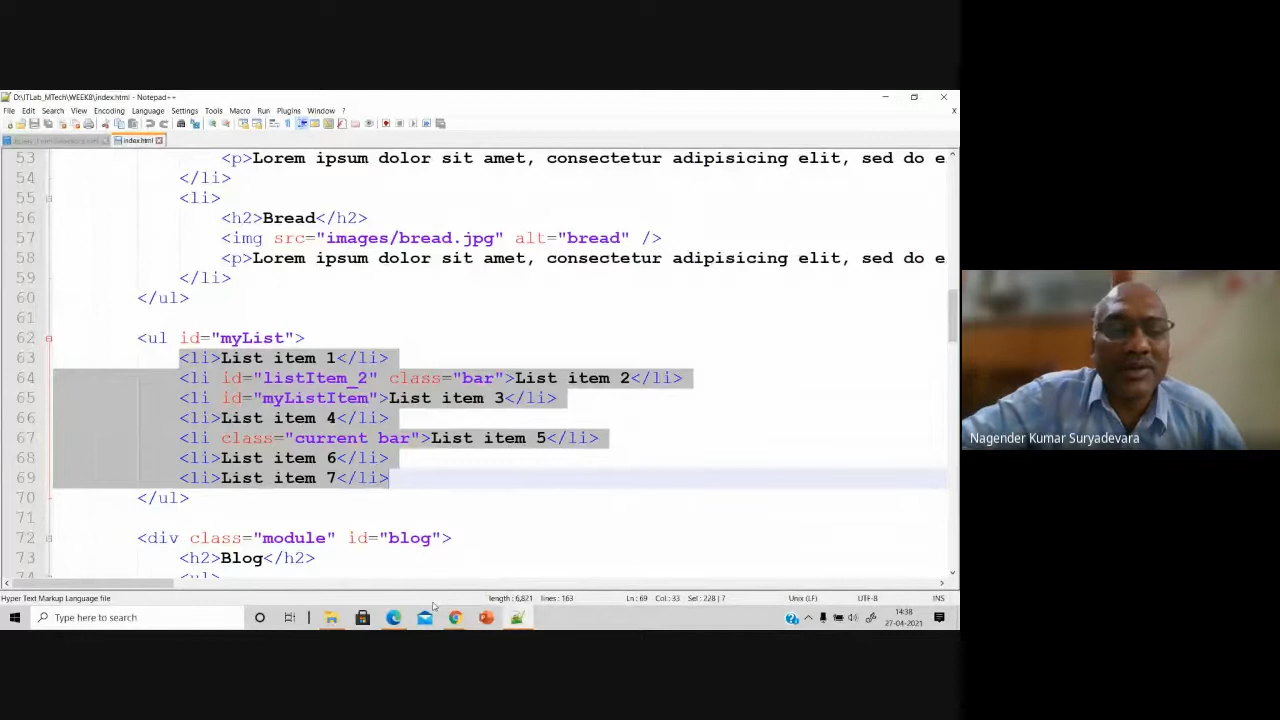 D:\ITLab_MTech\WEEK8\index.html - Notepad++
File Edit Search View Encoding Language Settings Tools Macro Run Plugins Window ?
index.html
53 <p>Lorem ipsum dolor sit amet, consectetur adipisicing elit, sed do e
54 </li>
55 <li>
56 <h2>Bread</h2>
57 <img src="images/bread.jpg" alt="bread" />
58 <p>Lorem ipsum dolor sit amet, consectetur adipisicing elit, sed do e
59 </li>
60 </ul>
61
62 <ul id="myList">
63 <li>List item 1</li>
64 <li id="listItem_2" class="bar">List item 2</li>
65 <li id="myListItem">List item 3</li>
66 <li>List item 4</li>
67 <li class="current bar">List item 5</li>
68 <li>List item 6</li>
69 <li>List item 7</li>
70 </ul>
71
72 <div class="module" id="blog">
73 <h2>Blog</h2>
74 <ul>
Hyper Text Markup Language file length : 6,821 lines : 163 Ln : 69 Col : 33 Sel : 228 | 7 Unix (LF) UTF-8 INS
Type here to search
14:38
27-04-2021
Nagender Kumar Suryadevara